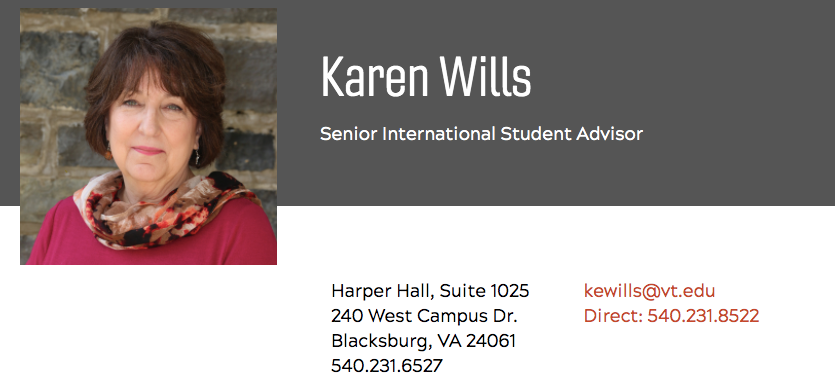 Karen Wills
Senior International Student Advisor
Harper Hall, Suite 1025
240 West Campus Dr.
Blacksburg, VA 24061
540.231.6527
kewills@vt.edu
Direct: 540.231.8522